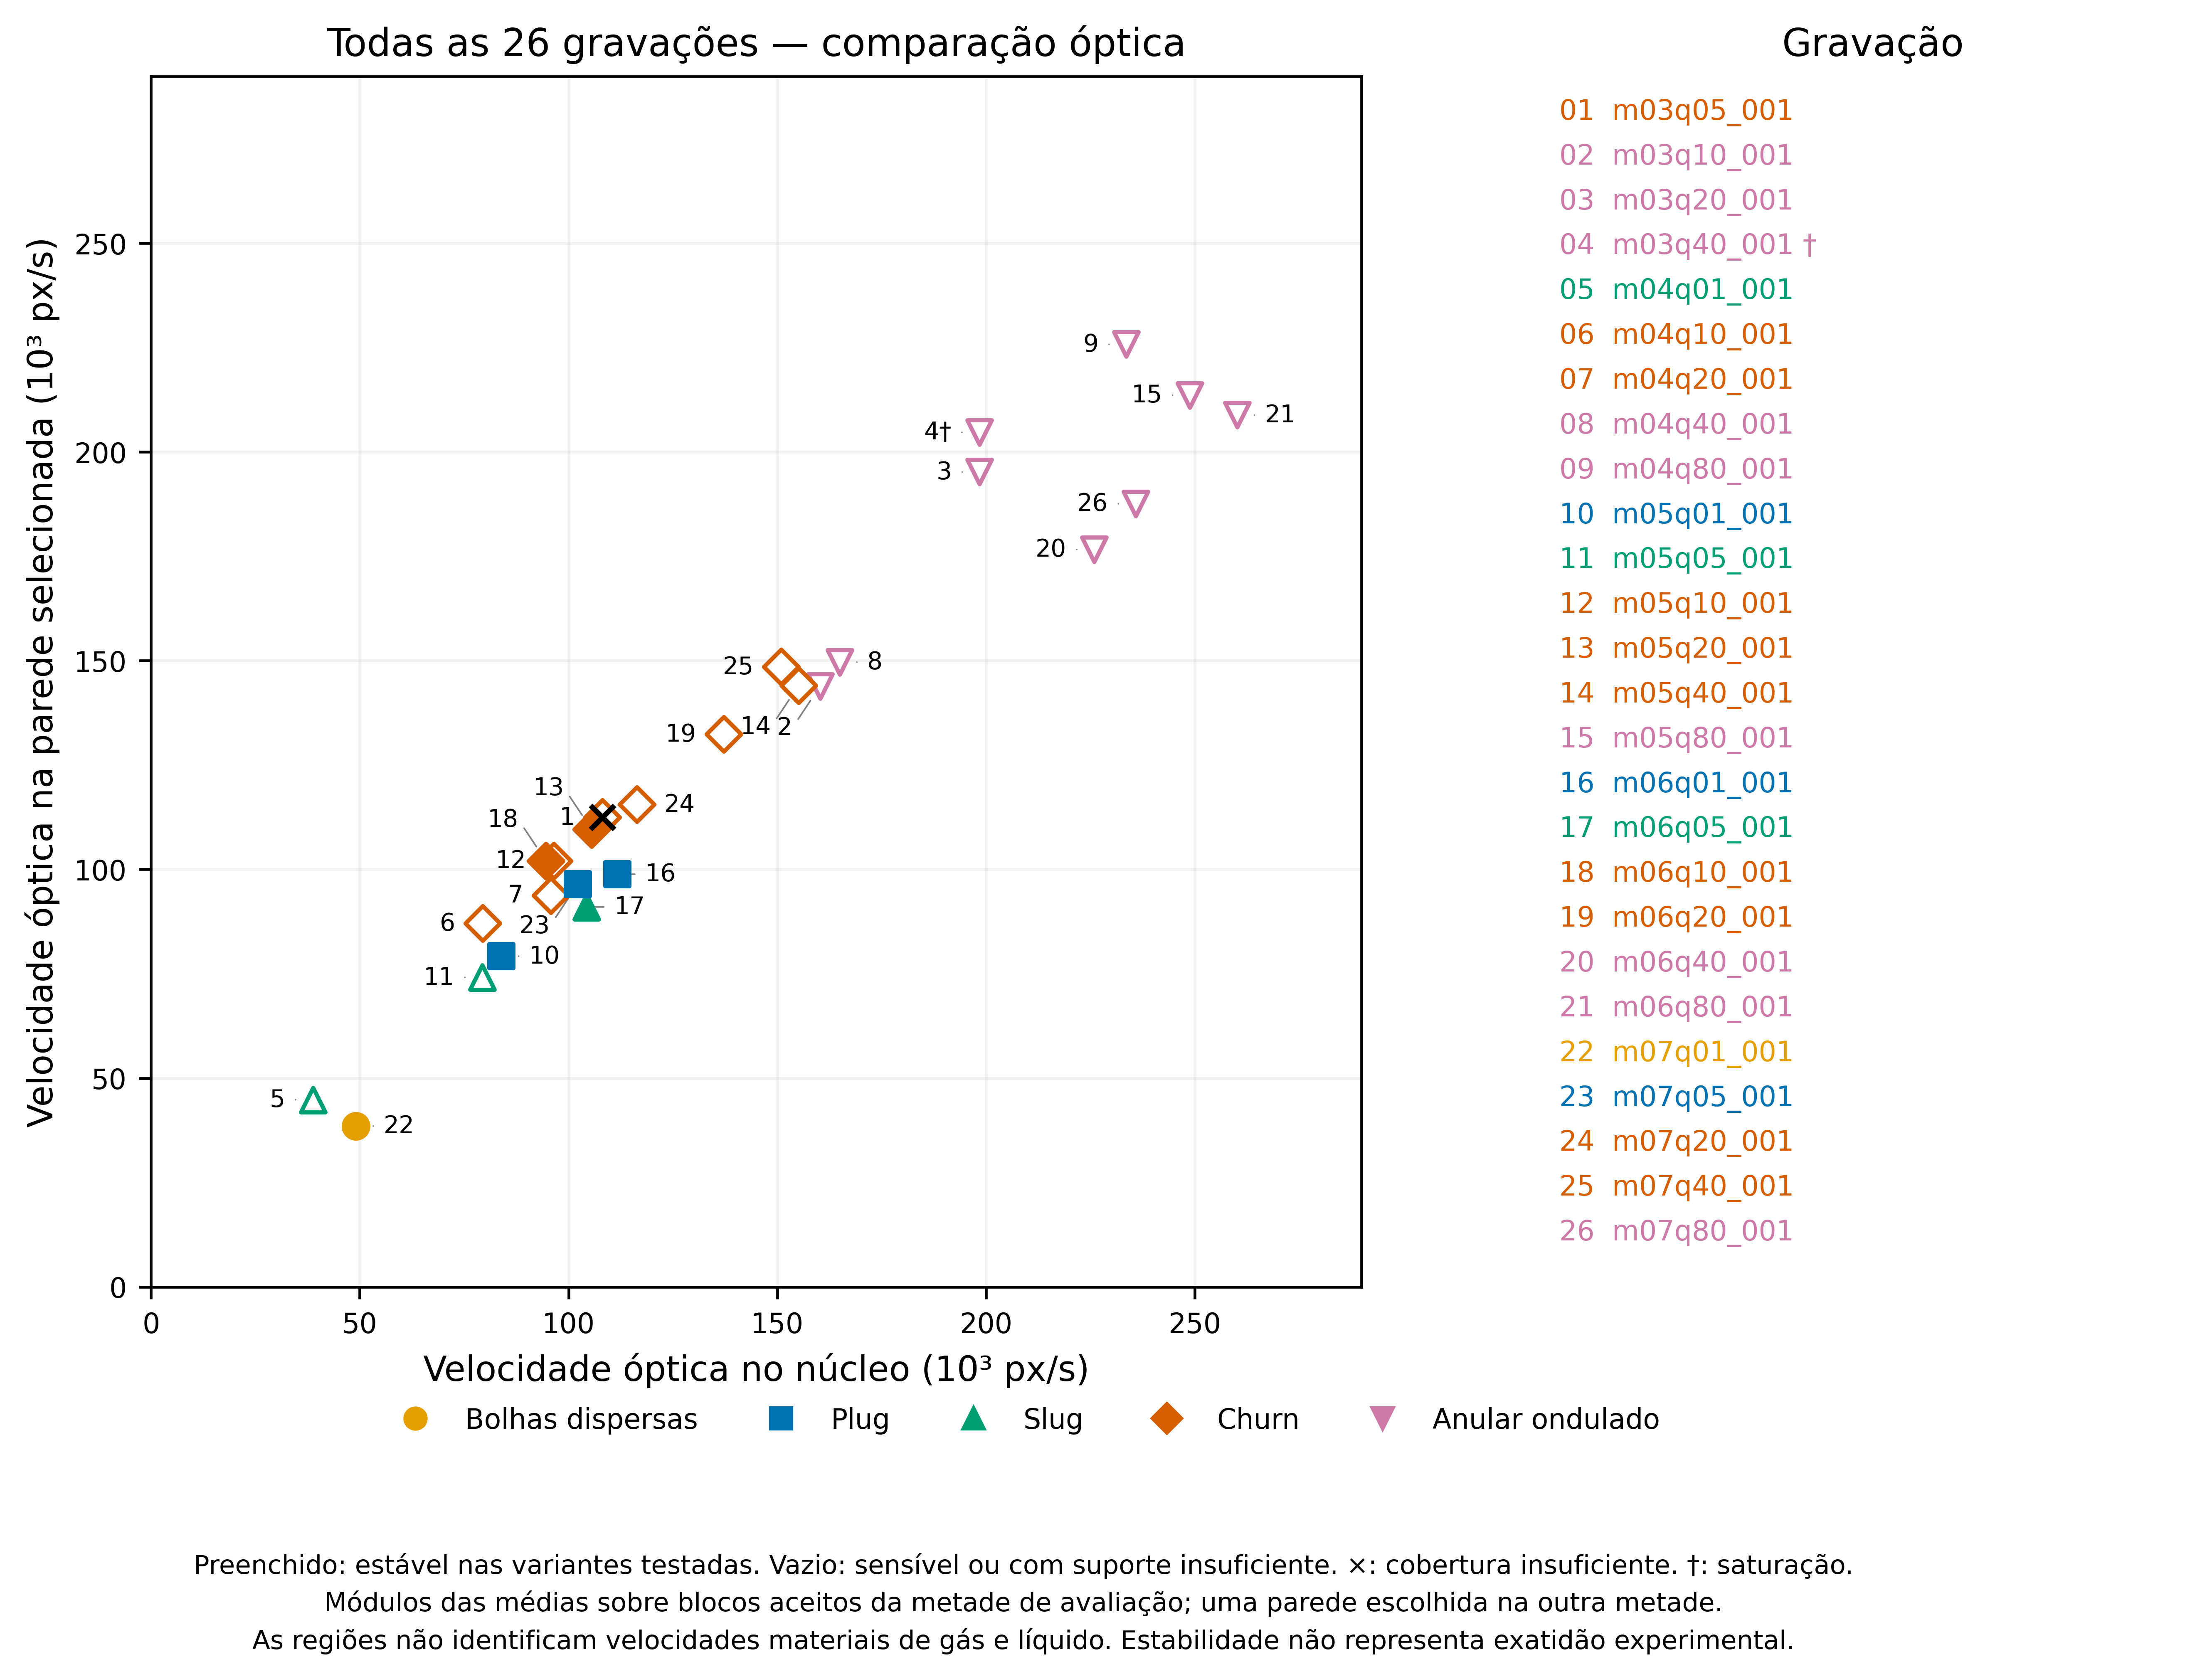 Todas as 26 gravações — comparação óptica
Gravação
Velocidade óptica na parede selecionada (10³ px/s)
250
200
150
100
50
0
0
50
100
150
200
250
Velocidade óptica no núcleo (10³ px/s)
9
15
21
4†
3
26
20
25
8
14
2
19
13
1
24
18
12
16
7
23
17
6
10
11
5
22
01 m03q05_001
02 m03q10_001
03 m03q20_001
04 m03q40_001 †
05 m04q01_001
06 m04q10_001
07 m04q20_001
08 m04q40_001
09 m04q80_001
10 m05q01_001
11 m05q05_001
12 m05q10_001
13 m05q20_001
14 m05q40_001
15 m05q80_001
16 m06q01_001
17 m06q05_001
18 m06q10_001
19 m06q20_001
20 m06q40_001
21 m06q80_001
22 m07q01_001
23 m07q05_001
24 m07q20_001
25 m07q40_001
26 m07q80_001
Bolhas dispersas
Plug
Slug
Churn
Anular ondulado
Preenchido: estável nas variantes testadas. Vazio: sensível ou com suporte insuficiente. ×: cobertura insuficiente. †: saturação.
Módulos das médias sobre blocos aceitos da metade de avaliação; uma parede escolhida na outra metade.
As regiões não identificam velocidades materiais de gás e líquido. Estabilidade não representa exatidão experimental.